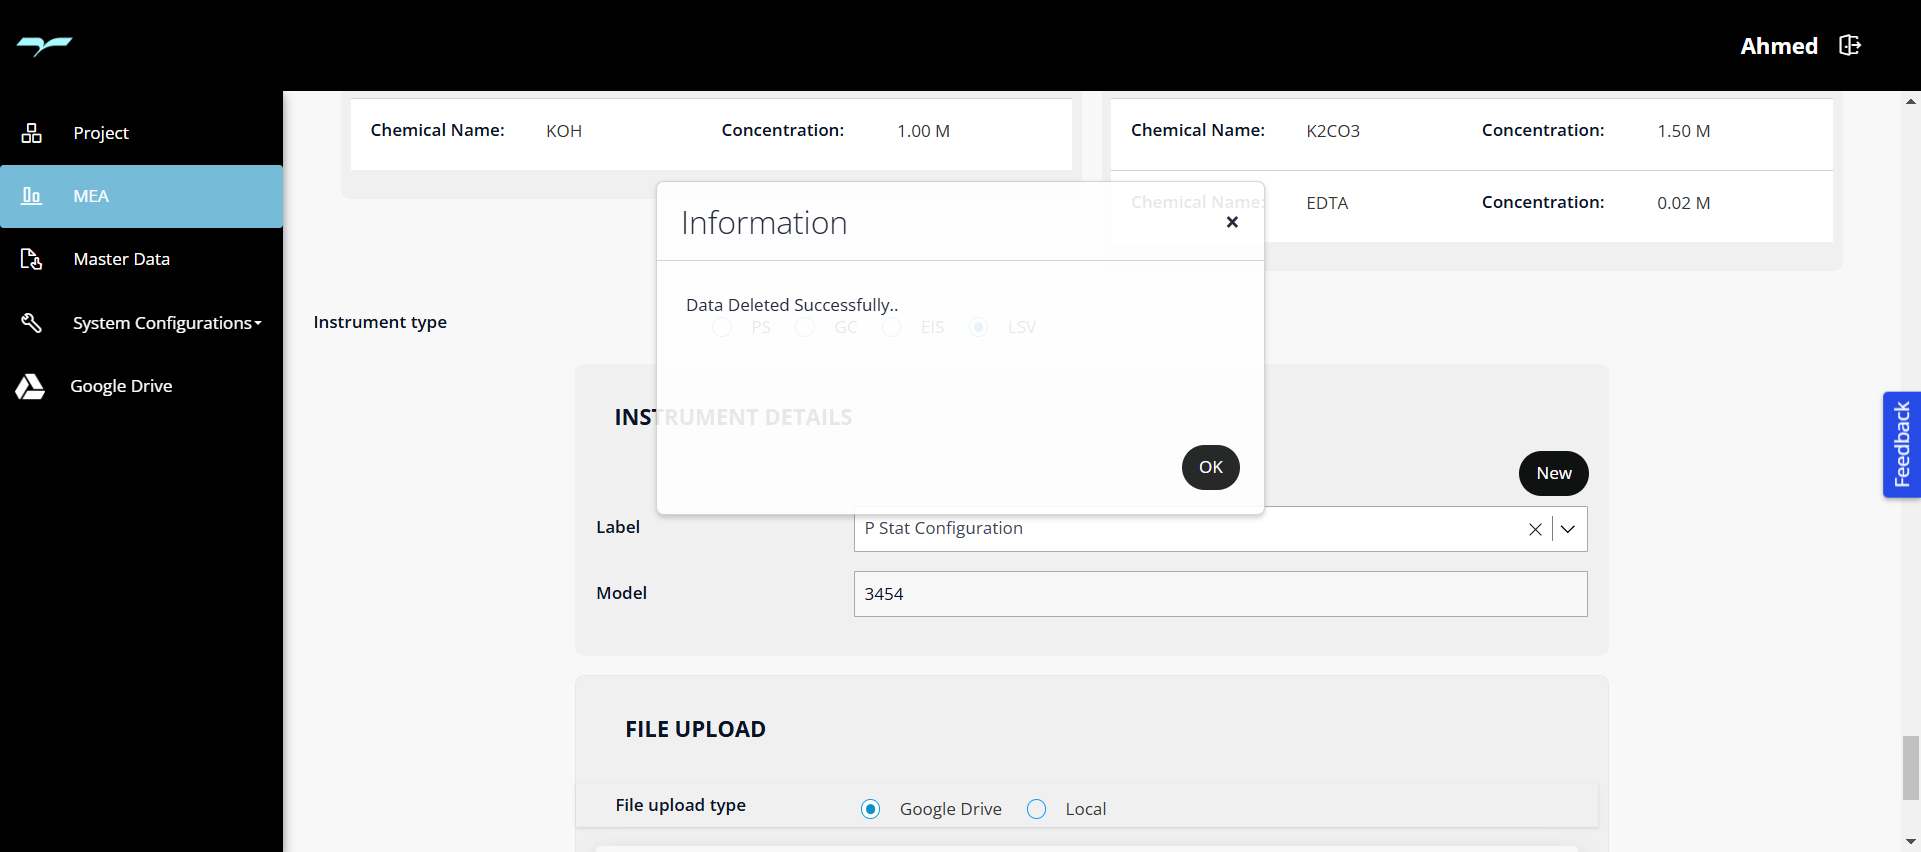 Ahmed
Project
MEA
Master Data
System Configurations
Google Drive
Chemical Name: KOH Concentration: 1.00 M
Chemical Name: K2CO3 Concentration: 1.50 M
Chemical Name: EDTA Concentration: 0.02 M
Information
Data Deleted Successfully..
OK
Instrument type
PS GC EIS LSV
INSTRUMENT DETAILS
New
Label P Stat Configuration
Model 3454
FILE UPLOAD
File upload type Google Drive Local
Feedback